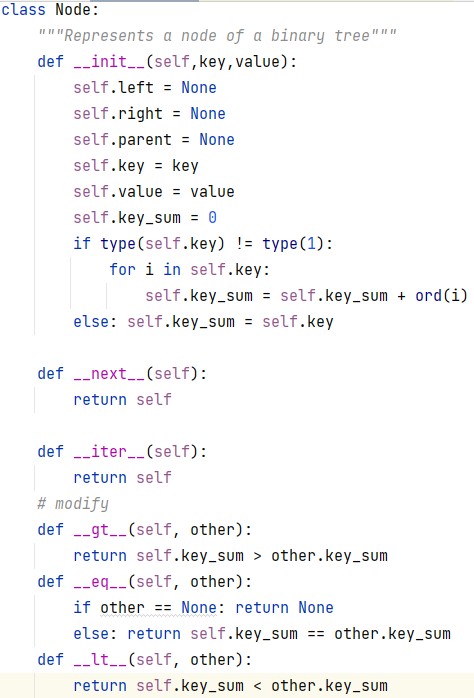 class Node:
    """Represents a node of a binary tree"""
    def __init__(self,key,value):
        self.left = None
        self.right = None
        self.parent = None
        self.key = key
        self.value = value
        self.key_sum = 0
        if type(self.key) != type(1):
            for i in self.key:
                self.key_sum = self.key_sum + ord(i)
        else: self.key_sum = self.key

    def __next__(self):
        return self

    def __iter__(self):
        return self
    # modify
    def __gt__(self, other):
        return self.key_sum > other.key_sum
    def __eq__(self, other):
        if other == None: return None
        else: return self.key_sum == other.key_sum
    def __lt__(self, other):
        return self.key_sum < other.key_sum